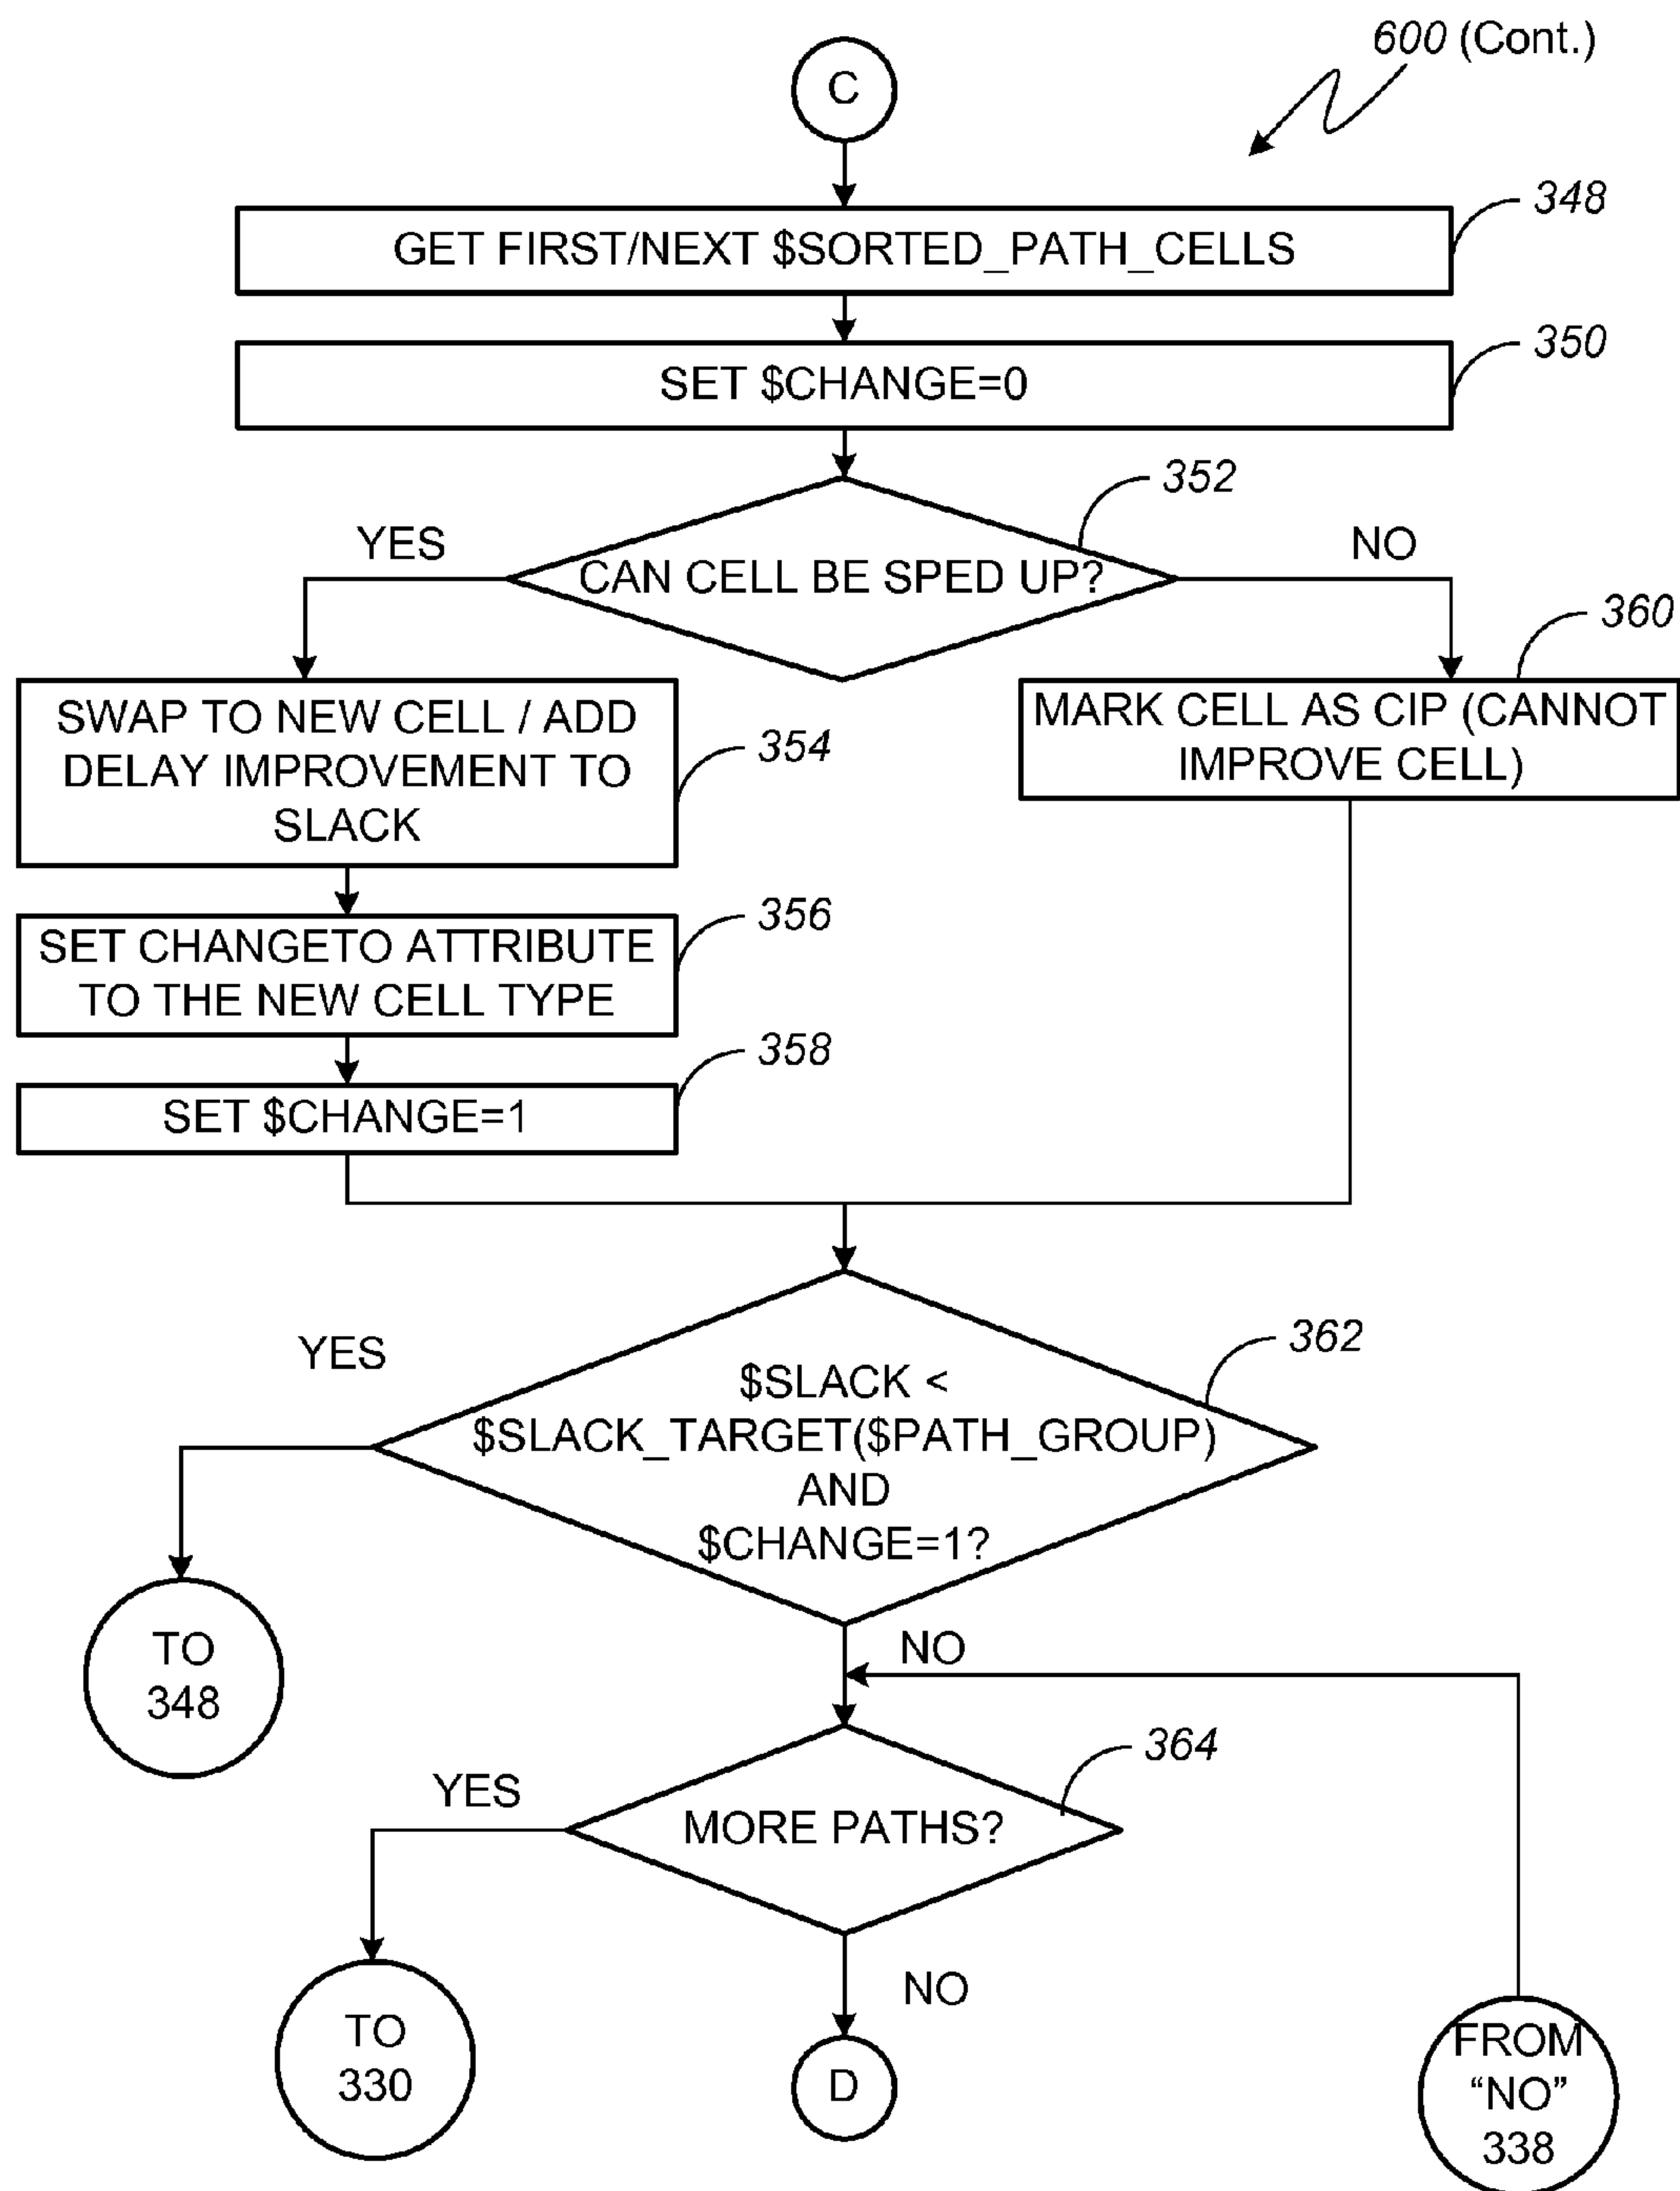 600 (Cont.)
C
348
GET FIRST/NEXT $SORTED_PATH_CELLS
350
SET $CHANGE=0
352
YES
NO
CAN CELL BE SPED UP?
360
SWAP TO NEW CELL / ADD
DELAY IMPROVEMENT TO
SLACK
354
MARK CELL AS CIP (CANNOT
IMPROVE CELL)
356
SET CHANGETO ATTRIBUTE
TO THE NEW CELL TYPE
358
SET $CHANGE=1
362
YES
$SLACK <
$SLACK_TARGET($PATH_GROUP)
AND
$CHANGE=1?
NO
TO
348
364
YES
MORE PATHS?
NO
TO
330
D
FROM
“NO”
338